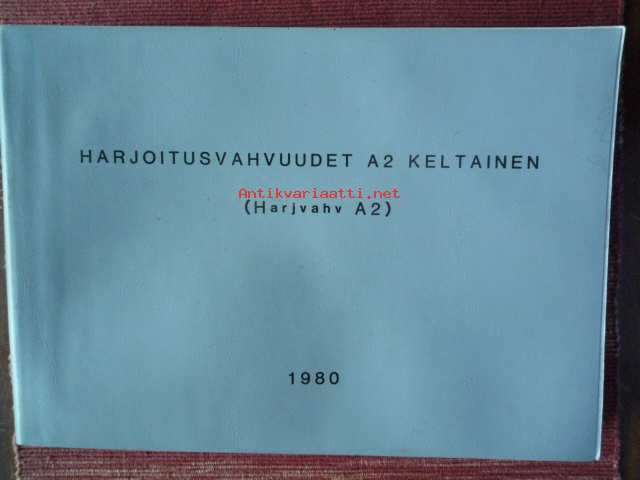 HARJOITUSVAHVUUDET A2 KELTAINEN
Antikvariaatti.net
(Harjvahv A2)
1980